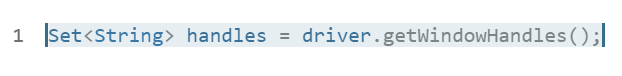 1 Set<String> handles = driver.getWindowHandles();